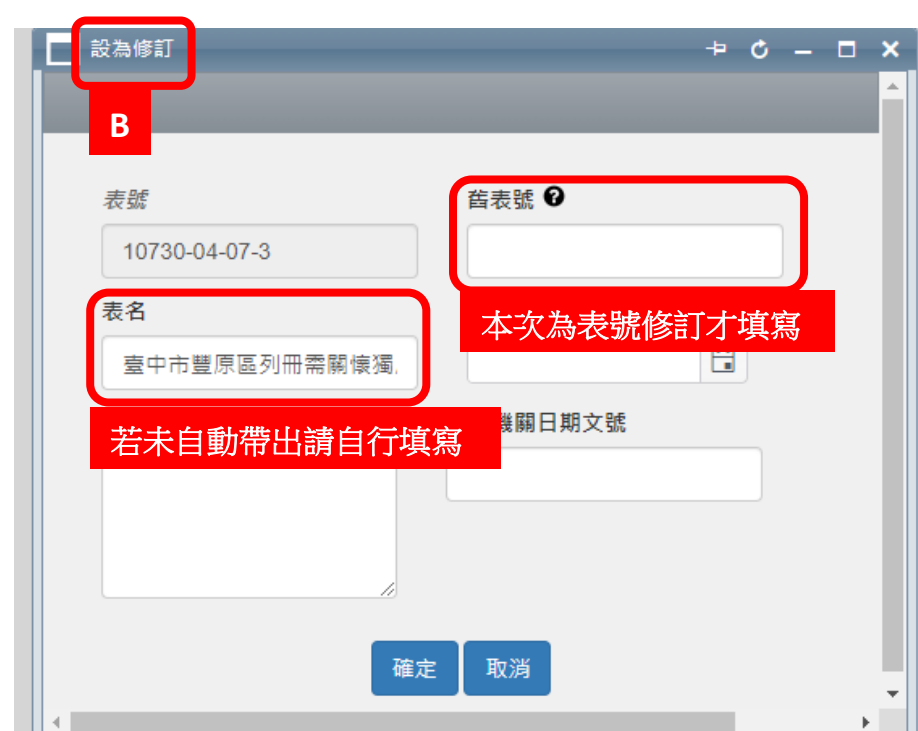 設為修訂
B
表號
舊表號
10730-04-07-3
表名
本次為表號修訂才填寫
臺中市豐原區列冊需關懷獨
若未自動帶出請自行填寫
機關日期文號
確定
取消